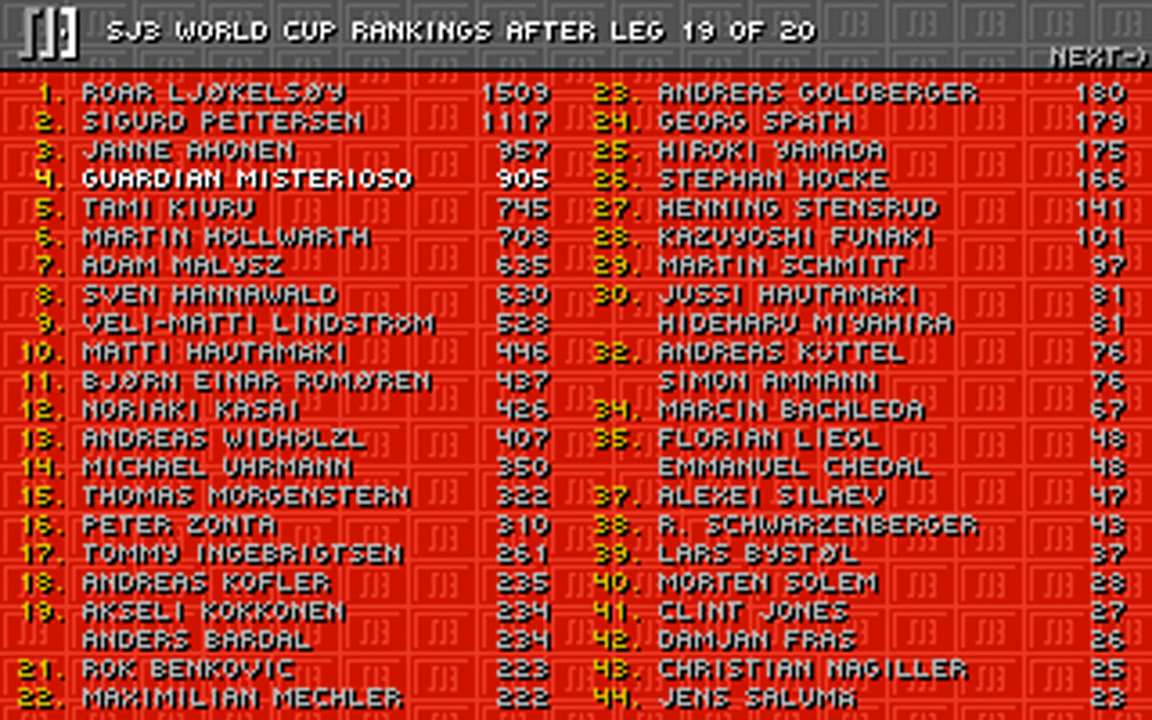 SJ3 WORLD CUP RANKINGS AFTER LEG 19 OF 20
NEXT->
1. ROAR LJØKELSØY 1509
2. SIGURD PETTERSEN 1117
3. JANNE AHONEN 957
4. GUARDIAN MISTERIOSO 905
5. TAMI KIURU 745
6. MARTIN HÖLLWARTH 708
7. ADAM MALYSZ 635
8. SVEN HANNAWALD 630
9. VELI-MATTI LINDSTRÖM 528
10. MATTI HAUTAMÄKI 446
11. BJØRN EINAR ROMØREN 437
12. NORIAKI KASAI 426
13. ANDREAS WIDHÖLZL 407
14. MICHAEL UHRMANN 350
15. THOMAS MORGENSTERN 322
16. PETER ZONTA 310
17. TOMMY INGEBRIGTSEN 261
18. ANDREAS KOFLER 235
19. AKSELI KOKKONEN 234
ANDERS BARDAL 234
21. ROK BENKOVIC 223
22. MAXIMILIAN MECHLER 222
23. ANDREAS GOLDBERGER 180
24. GEORG SPÄTH 179
25. HIROKI YAMADA 175
26. STEPHAN HOCKE 166
27. HENNING STENSRUD 141
28. KAZUYOSHI FUNAKI 101
29. MARTIN SCHMITT 97
30. JUSSI HAUTAMÄKI 81
HIDEHARU MIYAHIRA 81
32. ANDREAS KÜTTEL 76
SIMON AMMANN 76
34. MARCIN BACHLEDA 67
35. FLORIAN LIEGL 48
EMMANUEL CHEDAL 48
37. ALEXEI SILAEV 47
38. R. SCHWARZENBERGER 43
39. LARS BYSTØL 37
40. MORTEN SOLEM 28
41. CLINT JONES 27
42. DAMJAN FRAS 26
43. CHRISTIAN NAGILLER 25
44. JENS SALUMÄ 23